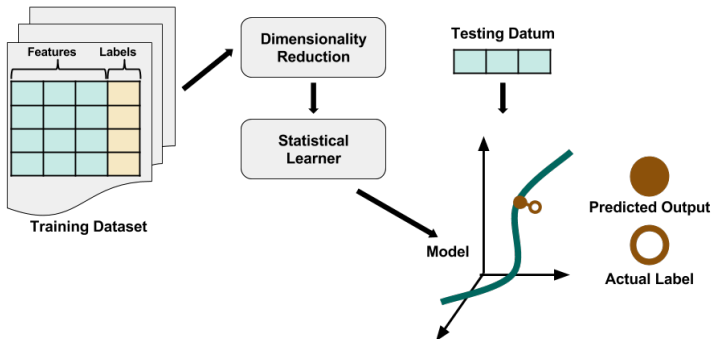 Features
Labels
Training Dataset
Dimensionality
Reduction
Statistical
Learner
Testing Datum
Model
Predicted Output
Actual Label